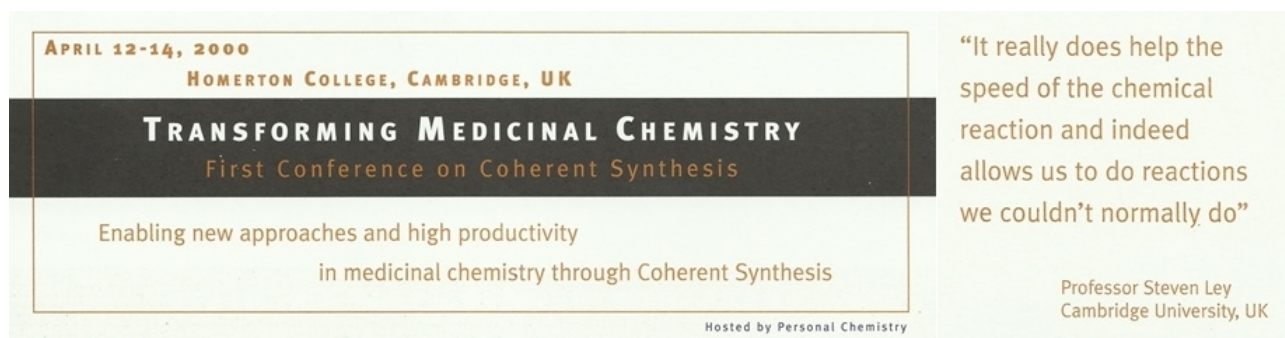 APRIL 12-14, 2000
HOMERTON COLLEGE, CAMBRIDGE, UK
TRANSFORMING MEDICINAL CHEMISTRY
First Conference on Coherent Synthesis
Enabling new approaches and high productivity
in medicinal chemistry through Coherent Synthesis
Hosted by Personal Chemistry
“It really does help the
speed of the chemical
reaction and indeed
allows us to do reactions
we couldn’t normally do”
Professor Steven Ley
Cambridge University, UK